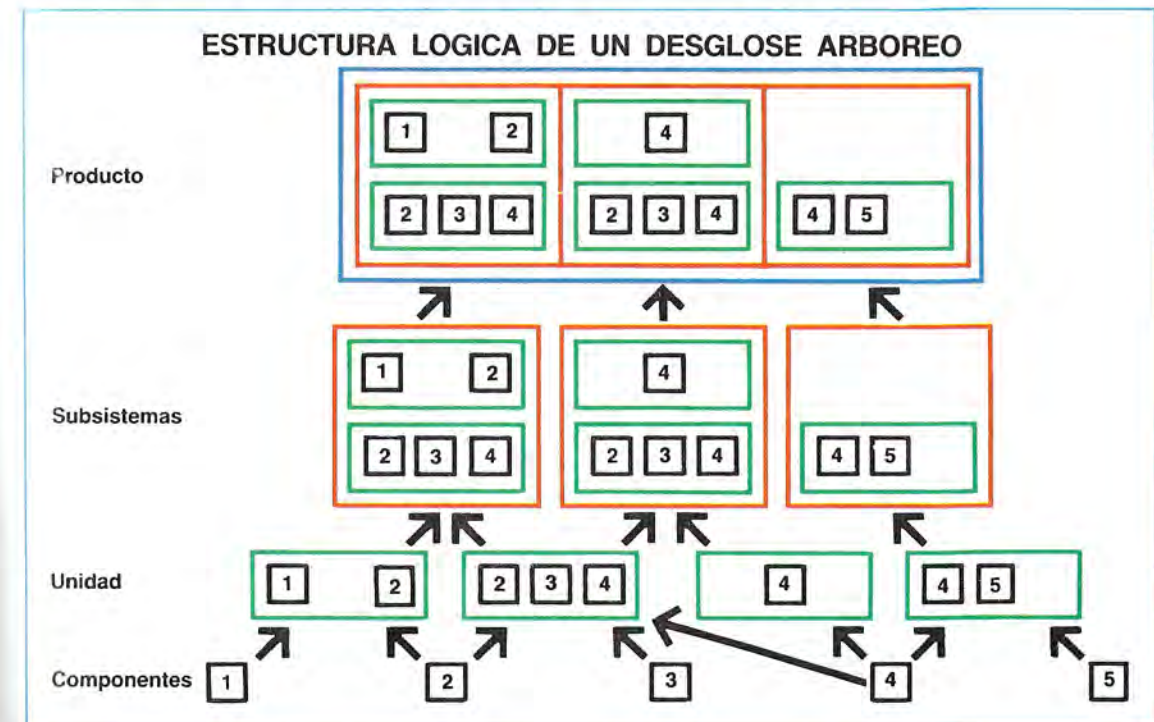 ESTRUCTURA LOGICA DE UN DESGLOSE ARBOREO
1 2 4
Producto
2 3 4 2 3 4 4 5
1 2 4
Subsistemas
2 3 4 2 3 4 4 5
Unidad 1 2 2 3 4 4 4 5
Componentes 1 2 3 4 5